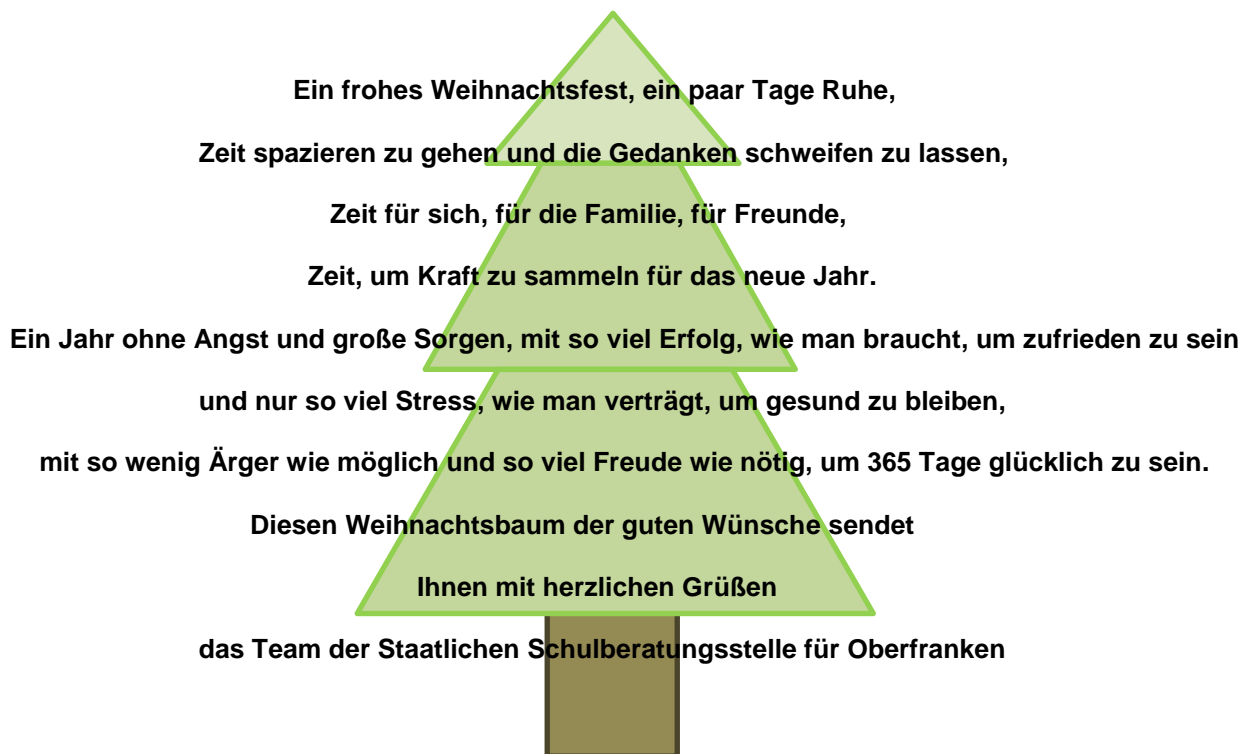 Ein frohes Weihnachtsfest, ein paar Tage Ruhe,
Zeit spazieren zu gehen und die Gedanken schweifen zu lassen,
Zeit für sich, für die Familie, für Freunde,
Zeit, um Kraft zu sammeln für das neue Jahr.
Ein Jahr ohne Angst und große Sorgen, mit so viel Erfolg, wie man braucht, um zufrieden zu sein
und nur so viel Stress, wie man verträgt, um gesund zu bleiben,
mit so wenig Ärger wie möglich und so viel Freude wie nötig, um 365 Tage glücklich zu sein.
Diesen Weihnachtsbaum der guten Wünsche sendet
Ihnen mit herzlichen Grüßen
das Team der Staatlichen Schulberatungsstelle für Oberfranken